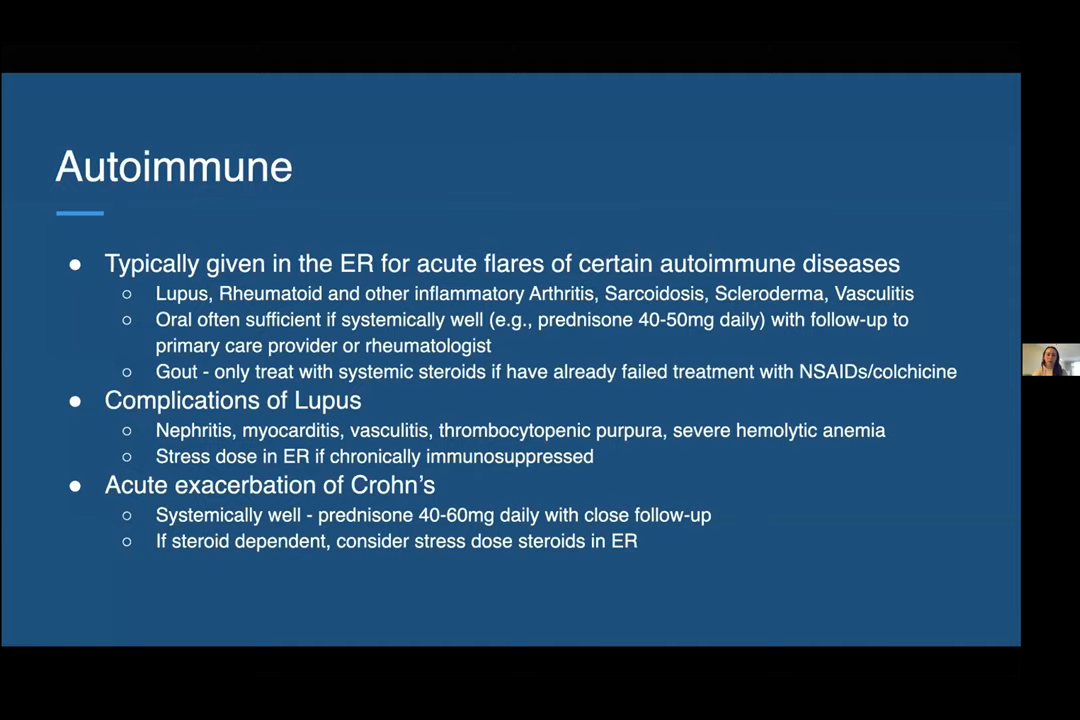 Autoimmune
● Typically given in the ER for acute flares of certain autoimmune diseases
○ Lupus, Rheumatoid and other inflammatory Arthritis, Sarcoidosis, Scleroderma, Vasculitis
○ Oral often sufficient if systemically well (e.g., prednisone 40-50mg daily) with follow-up to
primary care provider or rheumatologist
○ Gout - only treat with systemic steroids if have already failed treatment with NSAIDs/colchicine
● Complications of Lupus
○ Nephritis, myocarditis, vasculitis, thrombocytopenic purpura, severe hemolytic anemia
○ Stress dose in ER if chronically immunosuppressed
● Acute exacerbation of Crohn's
○ Systemically well - prednisone 40-60mg daily with close follow-up
○ If steroid dependent, consider stress dose steroids in ER